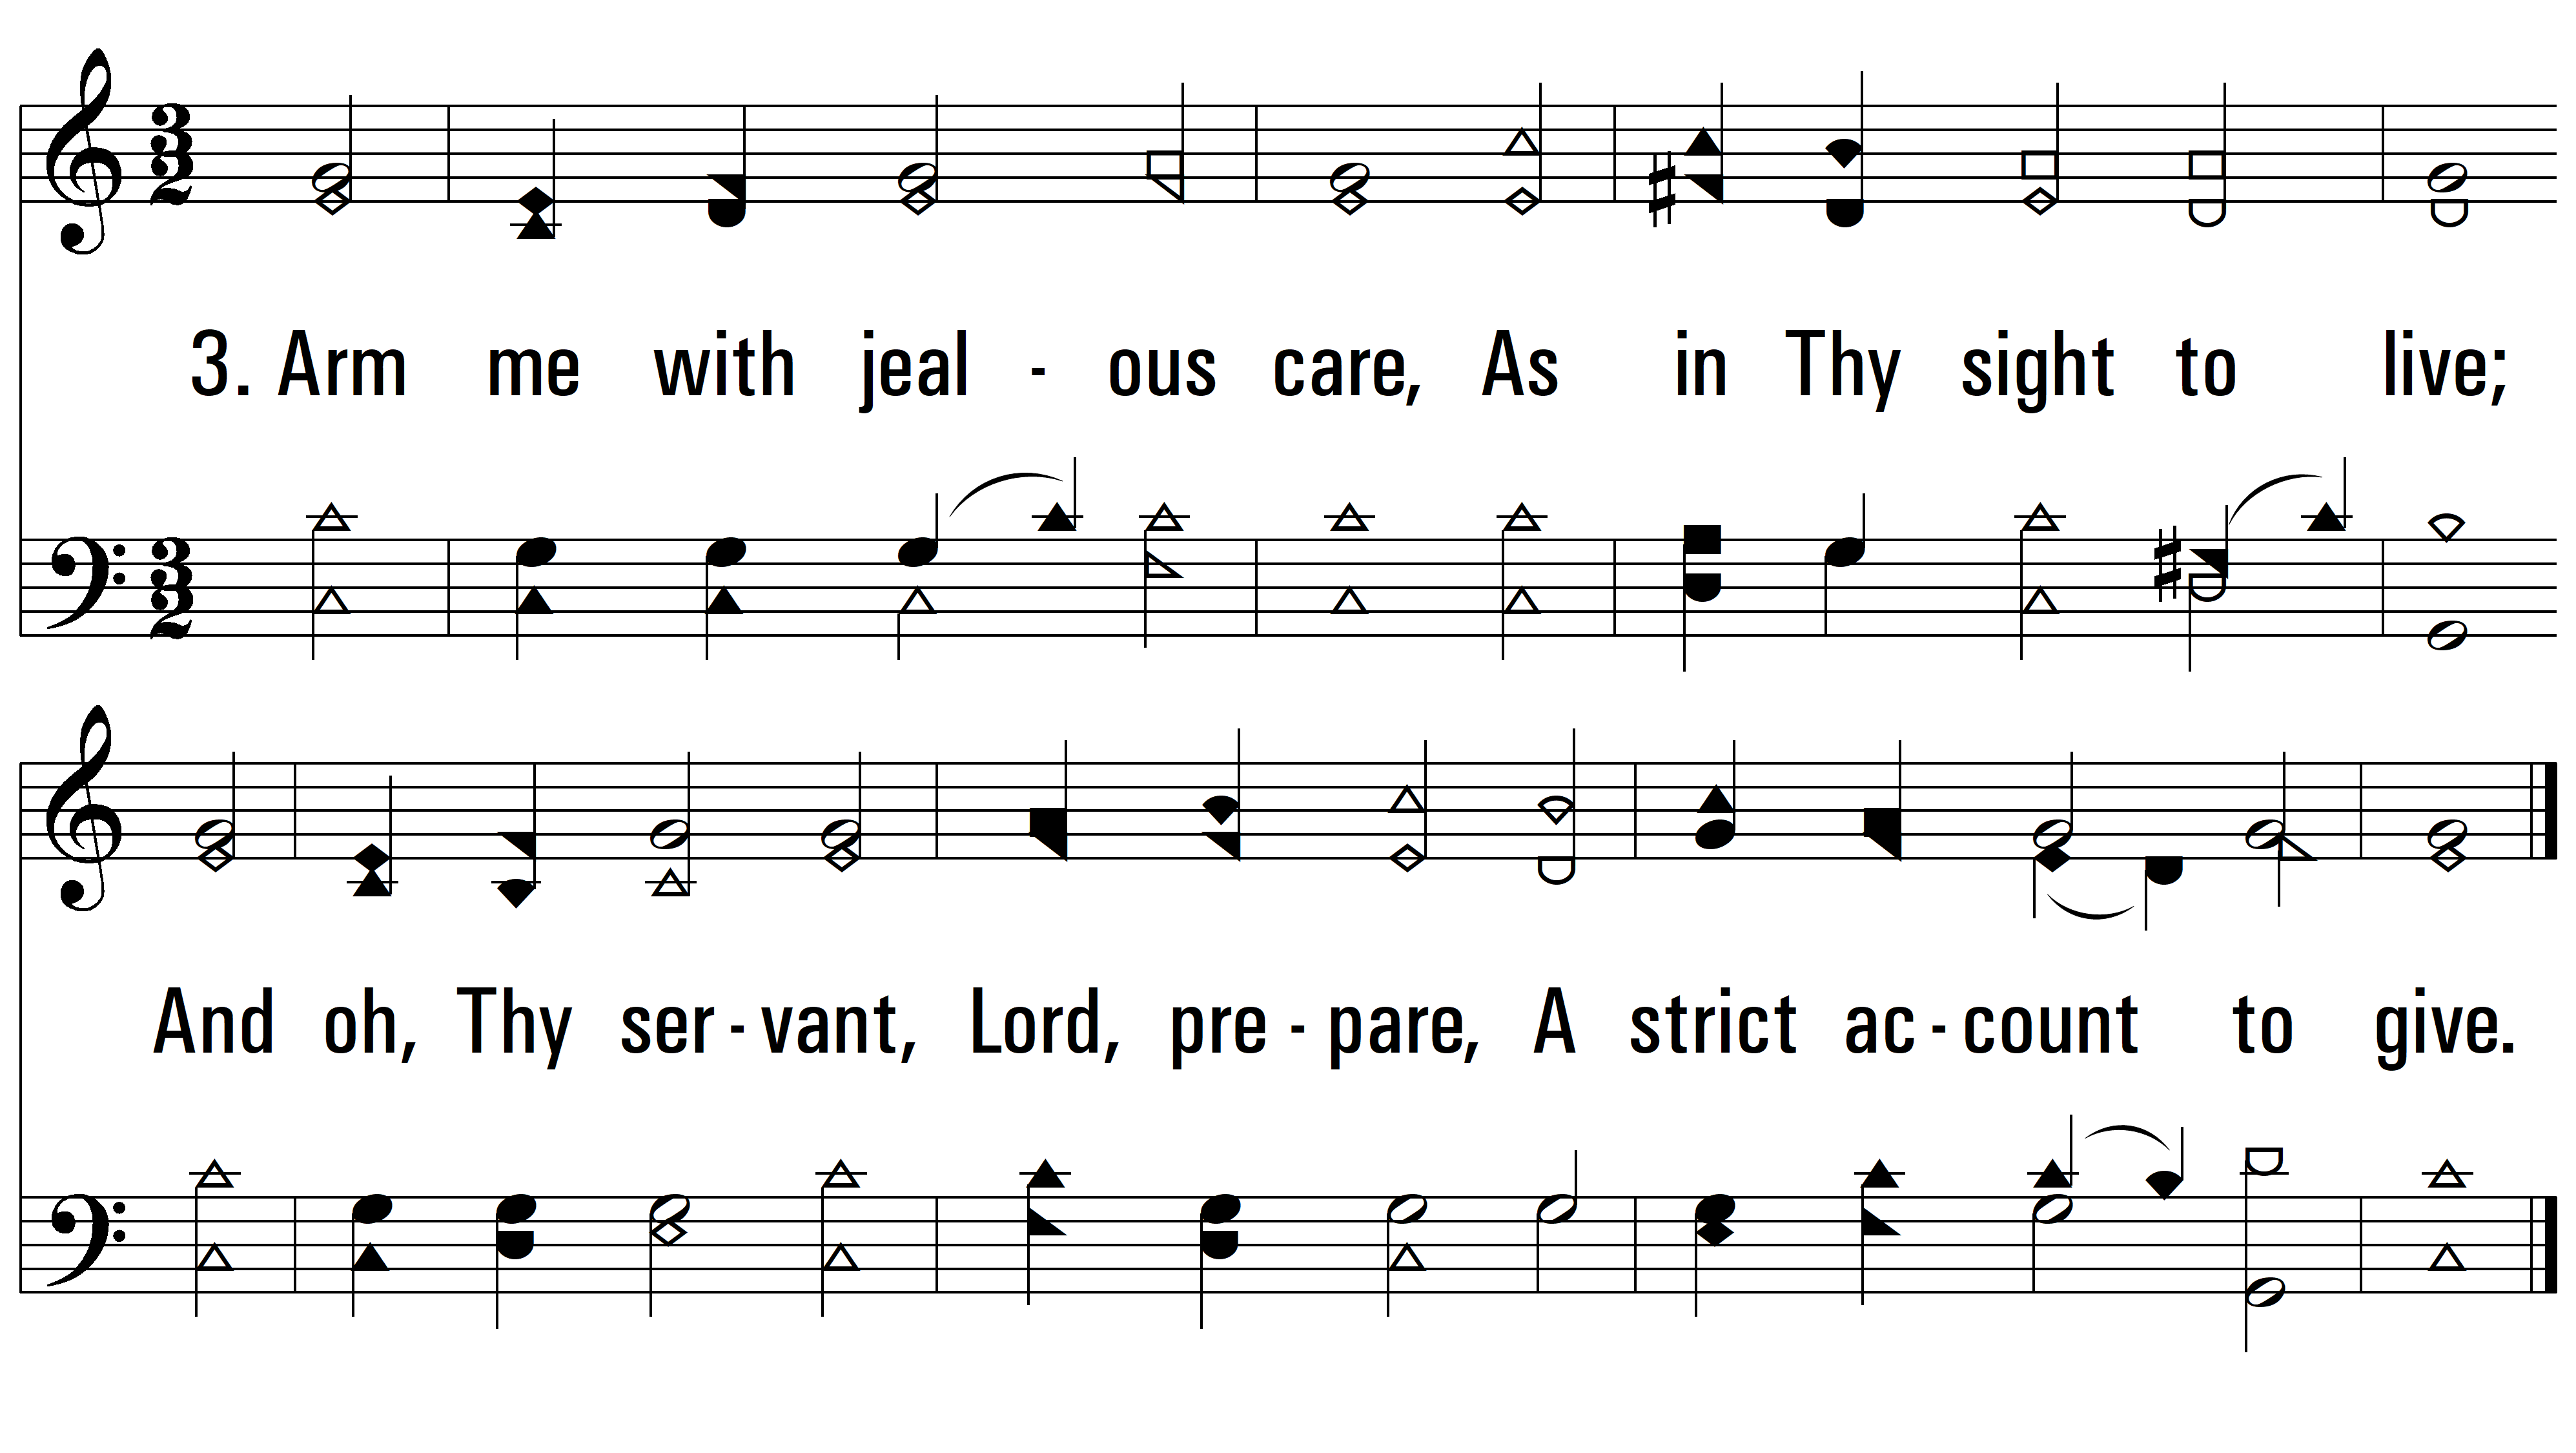 3. Arm me with jeal - ous care, As in Thy sight to live;
And oh, Thy ser - vant, Lord, pre - pare, A strict ac - count to give.